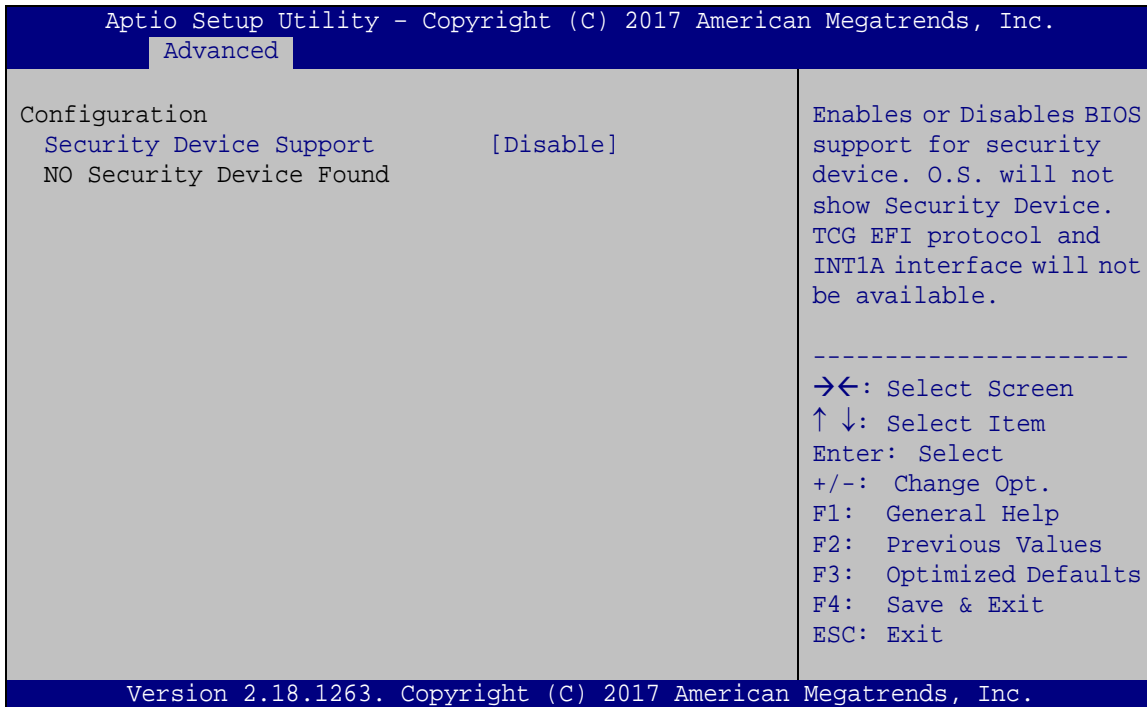 Aptio Setup Utility – Copyright (C) 2017 American Megatrends, Inc.
Advanced
Configuration
Security Device Support [Disable]
NO Security Device Found
Enables or Disables BIOS
support for security
device. O.S. will not
show Security Device.
TCG EFI protocol and
INT1A interface will not
be available.
----------------------
→←: Select Screen
↑ ↓: Select Item
Enter: Select
+/-: Change Opt.
F1: General Help
F2: Previous Values
F3: Optimized Defaults
F4: Save & Exit
ESC: Exit
Version 2.18.1263. Copyright (C) 2017 American Megatrends, Inc.